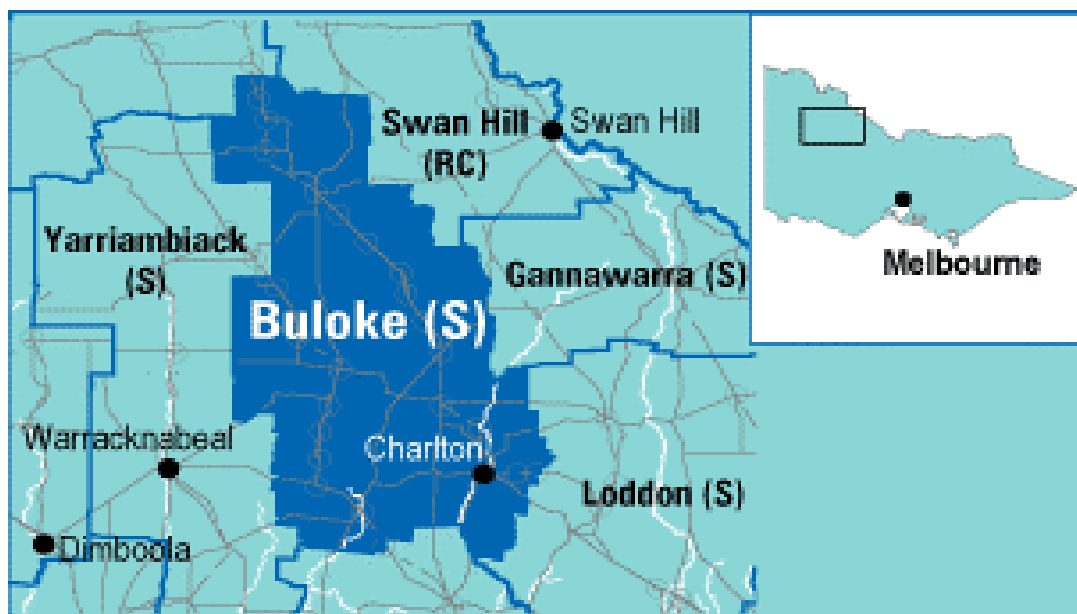 Swan Hill
(RC)
Swan Hill
Yarriambiack
(S)
Gannawarra (S)
Melbourne
Buloke (S)
Warracknabeal
Charlton
Loddon (S)
Dimboola